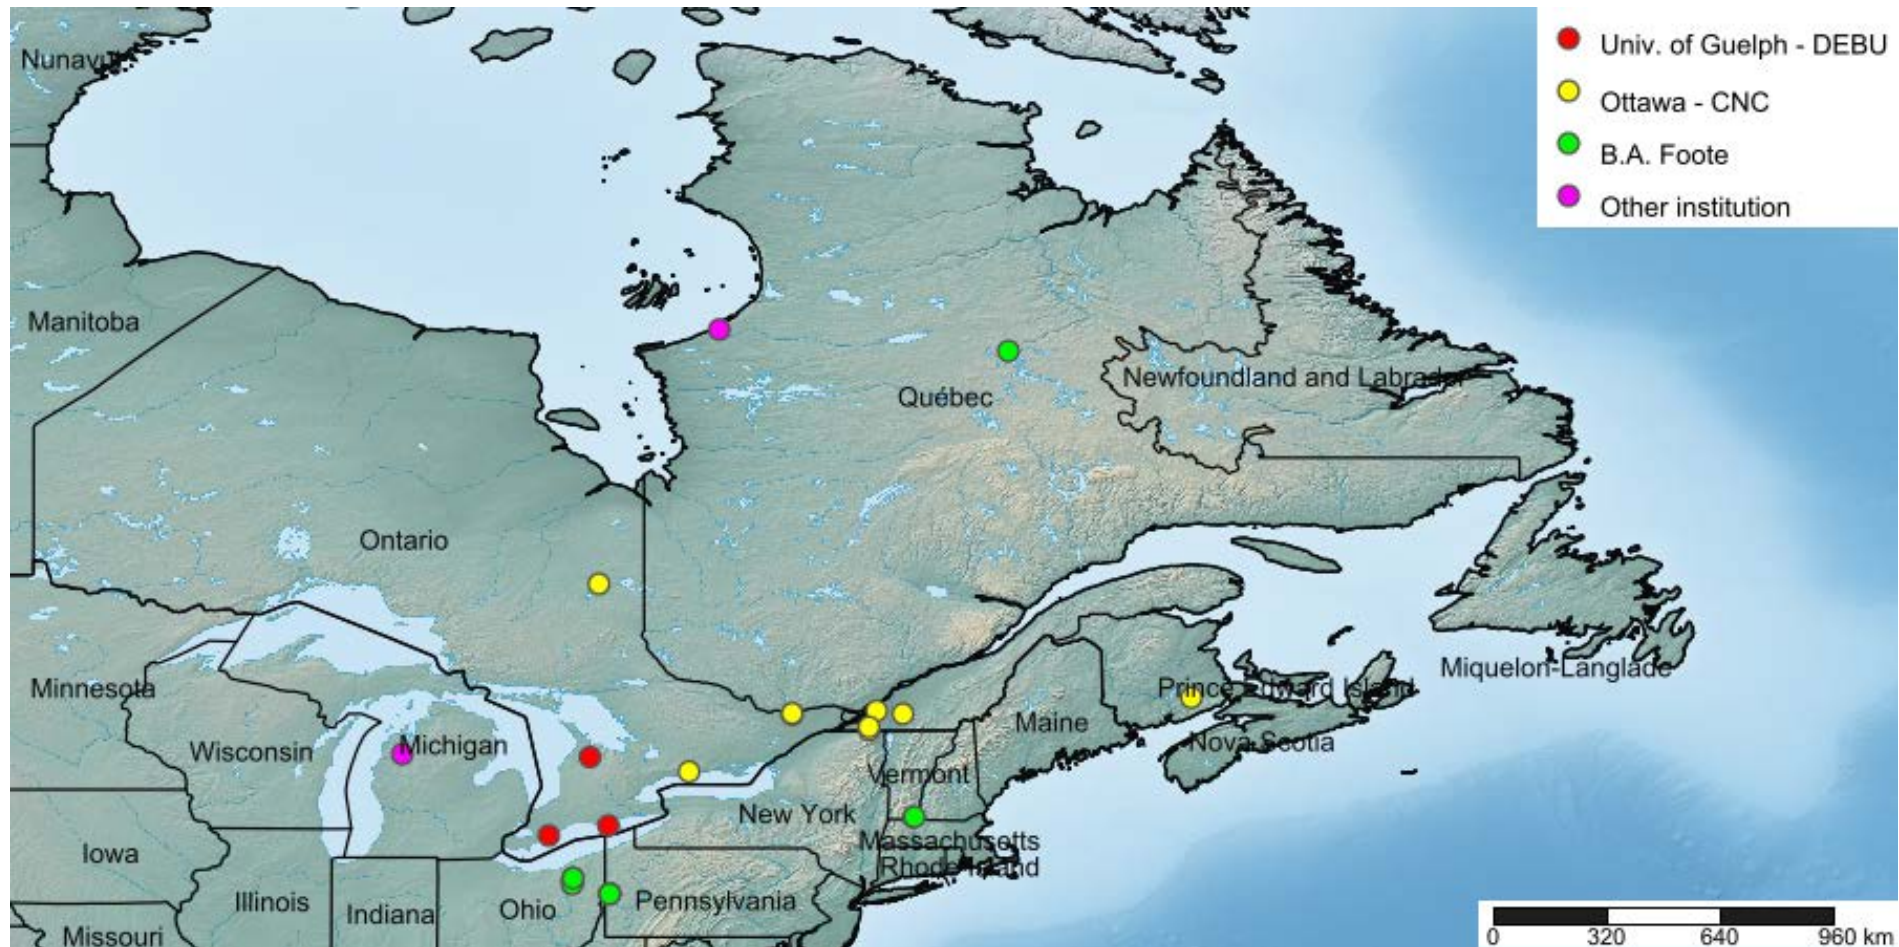 Nunavut
Univ. of Guelph - DEBU
Ottawa - CNC
B.A. Foote
Other institution
Manitoba
Newfoundland and Labrador
Québec
Ontario
Miquelon-Langlade
Minnesota
Prince Edward Island
Maine
Wisconsin
Michigan
Nova Scotia
Vermont
New York
Massachusetts
Iowa
Rhode Island
Illinois
Indiana
Ohio
Pennsylvania
Missouri
0 320 640 960 km